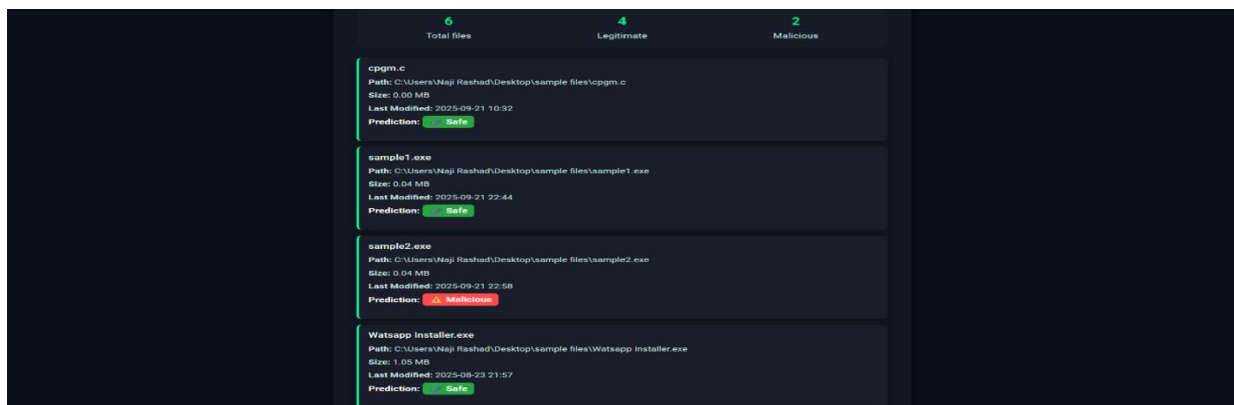 6 4 2
Total files Legitimate Malicious
cpgm.c
Path: C:\Users\Naji Rashad\Desktop\sample files\cpgm.c
Size: 0.00 MB
Last Modified: 2025-09-21 10:32
Prediction: Safe
sample1.exe
Path: C:\Users\Naji Rashad\Desktop\sample files\sample1.exe
Size: 0.04 MB
Last Modified: 2025-09-21 22:44
Prediction: Safe
sample2.exe
Path: C:\Users\Naji Rashad\Desktop\sample files\sample2.exe
Size: 0.04 MB
Last Modified: 2025-09-21 22:58
Prediction: Malicious
Watsapp Installer.exe
Path: C:\Users\Naji Rashad\Desktop\sample files\Watsapp Installer.exe
Size: 1.05 MB
Last Modified: 2025-08-23 21:57
Prediction: Safe